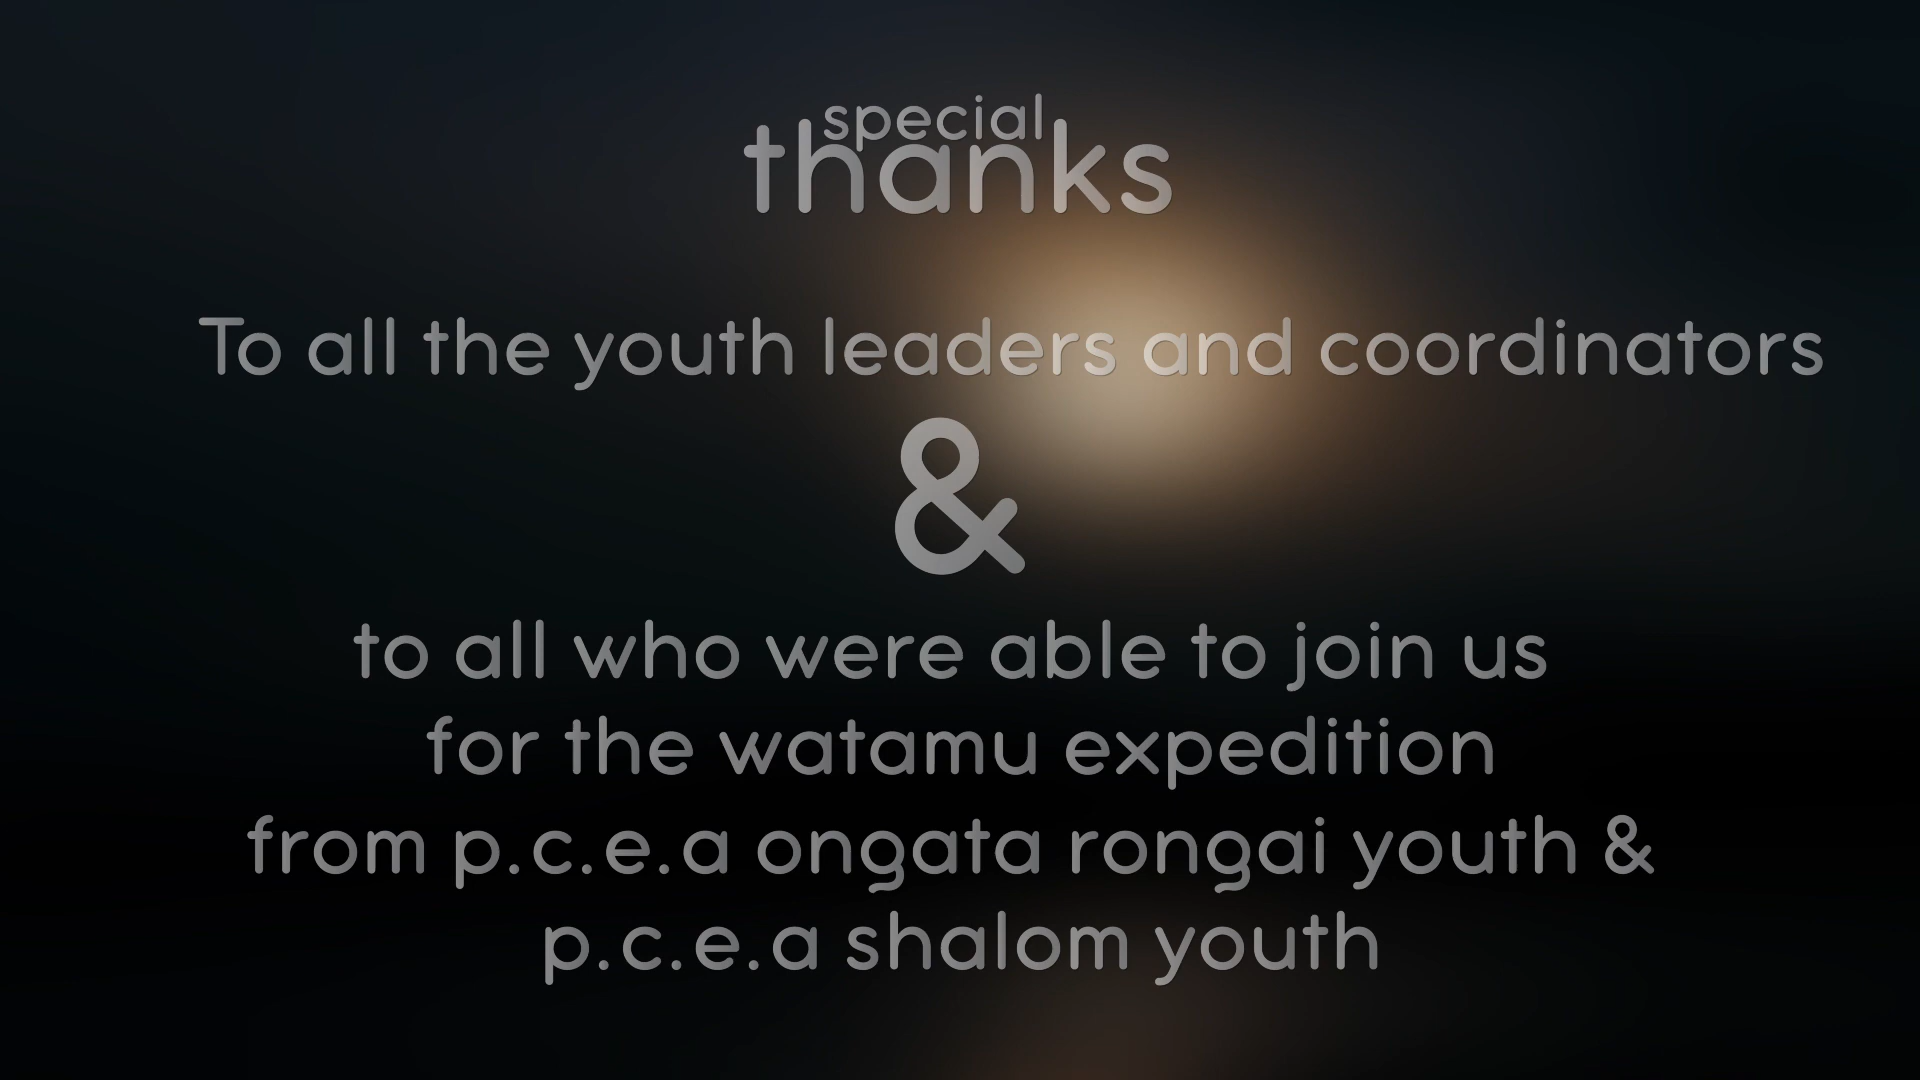 special
thanks
To all the youth leaders and coordinators
&
to all who were able to join us
for the watamu expedition
from p.c.e.a ongata rongai youth &
p.c.e.a shalom youth